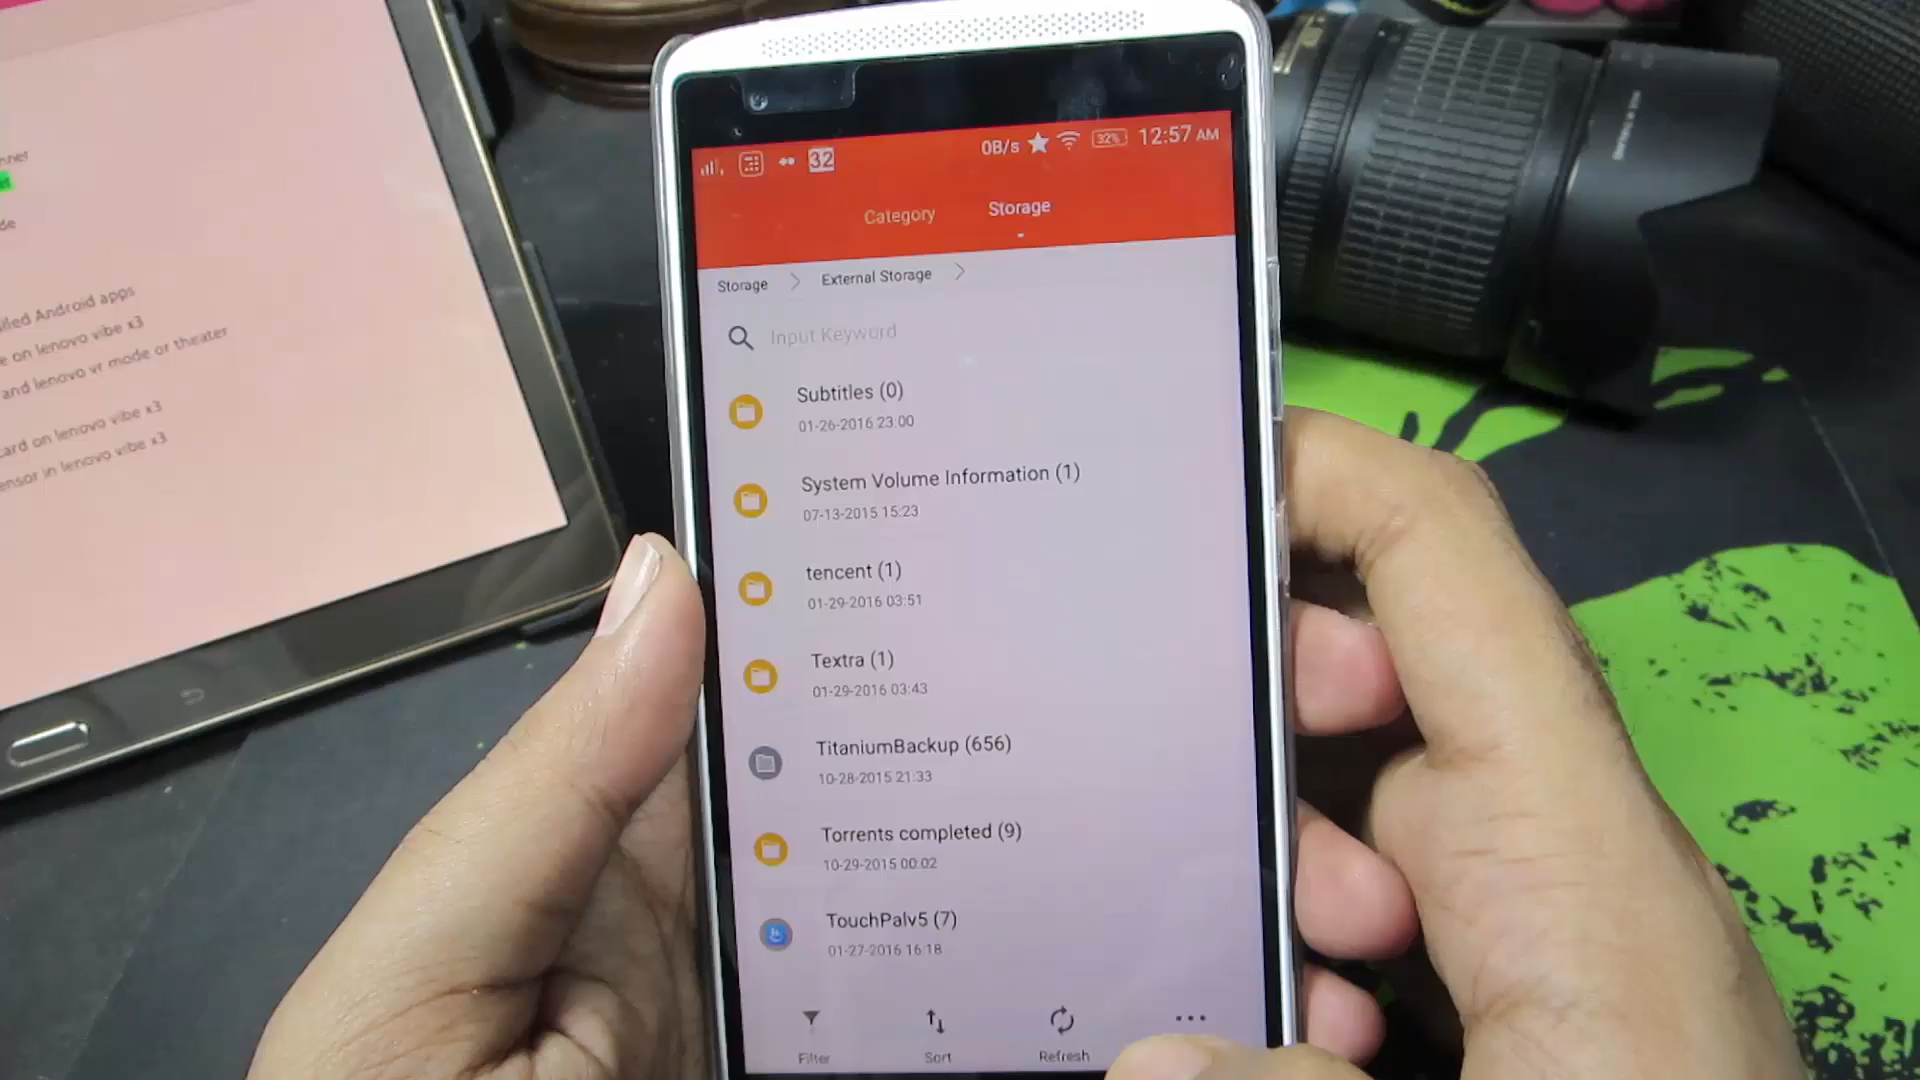 32 0B/s 32% 12:57 AM
Category Storage
Storage External Storage
Input Keyword
Subtitles (0)
01-26-2016 23:00
System Volume Information (1)
07-13-2015 15:23
tencent (1)
01-29-2016 03:51
Textra (1)
01-29-2016 03:43
TitaniumBackup (656)
10-28-2015 21:33
Torrents completed (9)
10-29-2015 00:02
TouchPalv5 (7)
01-27-2016 16:18
Filter Sort Refresh
Android apps
on lenovo vibe x3
and lenovo vr mode or theater
on lenovo vibe x3
in lenovo vibe x3